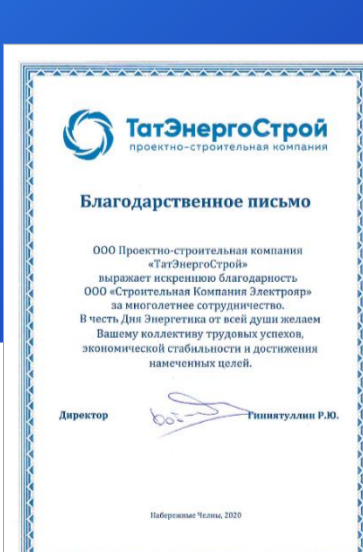 ТатЭнергоСтрой
проектно-строительная компания
Благодарственное письмо
ООО Проектно-строительная компания
«ТатЭнергоСтрой»
выражает искреннюю благодарность
ООО «Строительная Компания Электрояр»
за многолетнее сотрудничество.
В честь Дня Энергетика от всей души желаем
Вашему коллективу трудовых успехов,
экономической стабильности и достижения
намеченных целей.
Директор Гиниятуллин Р.Ю.
Набережные Челны, 2020